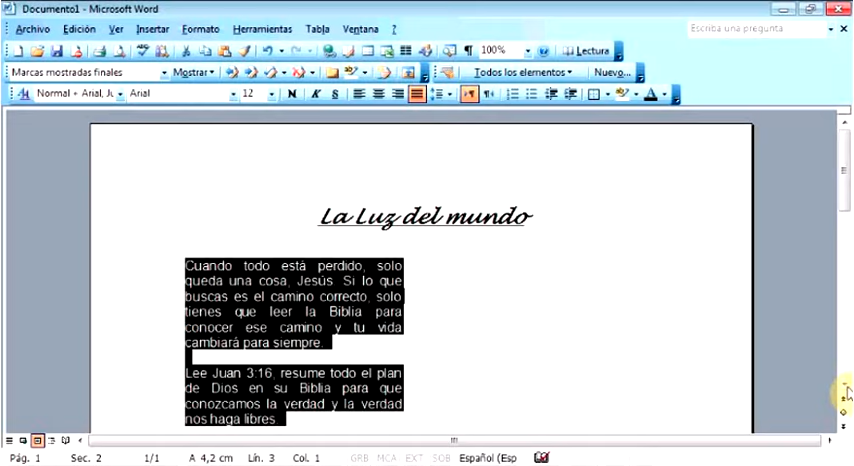 Documento1 - Microsoft Word
Archivo Edición Ver Insertar Formato Herramientas Tabla Ventana ? Escriba una pregunta
100% Lectura
Marcas mostradas finales Mostrar Todos los elementos Nuevo...
Normal + Arial, Ju Arial 12 N K S
La Luz del mundo
Cuando todo está perdido, solo
queda una cosa, Jesús. Si lo que
buscas es el camino correcto, solo
tienes que leer la Biblia para
conocer ese camino y tu vida
cambiará para siempre.
Lee Juan 3:16, resume todo el plan
de Dios en su Biblia para que
conozcamos la verdad y la verdad
nos haga libres.
Pág. 1 Sec. 2 1/1 A 4,2 cm Lín. 3 Col. 1 GRB MCA EXT SOB Español (Esp